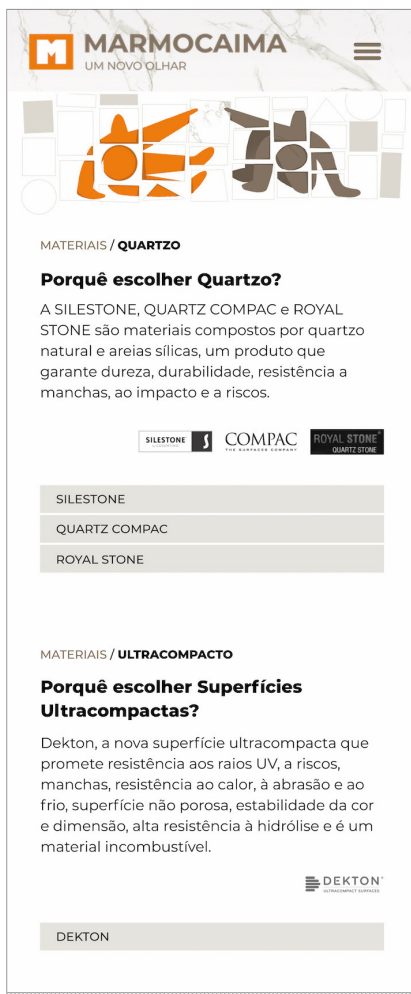 MARMOCAIMA
UM NOVO OLHAR
MATERIAIS / QUARTZO
Porquê escolher Quartzo?
A SILESTONE, QUARTZ COMPAC e ROYAL
STONE são materiais compostos por quartzo
natural e areias sílicas, um produto que
garante dureza, durabilidade, resistência a
manchas, ao impacto e a riscos.
SILESTONE S COMPAC ROYAL STONE
THE SURFACES COMPANY QUARTZ STONE
SILESTONE
QUARTZ COMPAC
ROYAL STONE
MATERIAIS / ULTRACOMPACTO
Porquê escolher Superfícies
Ultracompactas?
Dekton, a nova superfície ultracompacta que
promete resistência aos raios UV, a riscos,
manchas, resistência ao calor, à abrasão e ao
frio, superfície não porosa, estabilidade da cor
e dimensão, alta resistência à hidrólise e é um
material incombustível.
DEKTON
ULTRACOMPACT SURFACES
DEKTON